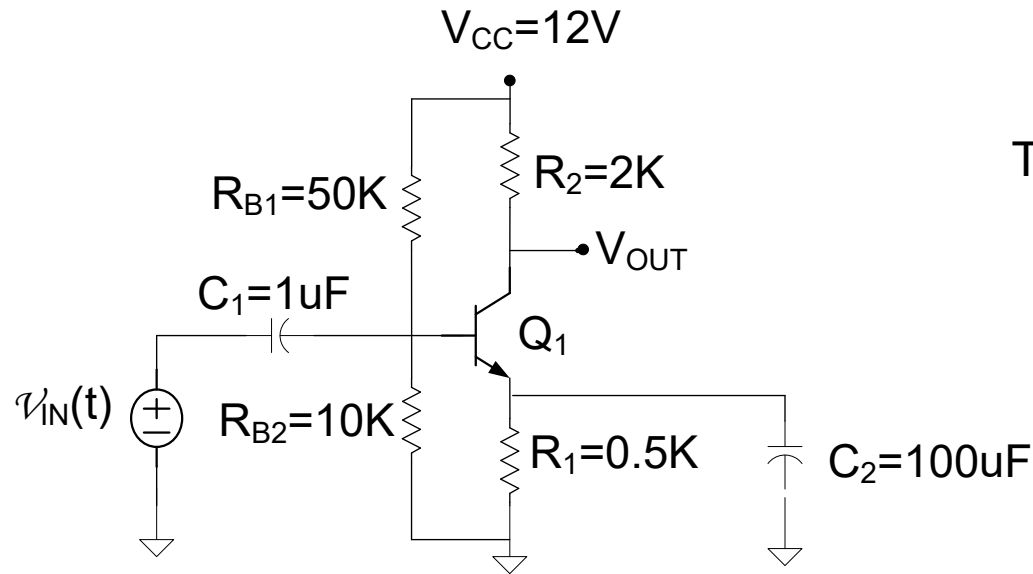 V_CC=12V
T
R_B1=50K
R_2=2K
V_OUT
C_1=1uF
Q_1
𝒱_IN(t)
R_B2=10K
R_1=0.5K
C_2=100uF